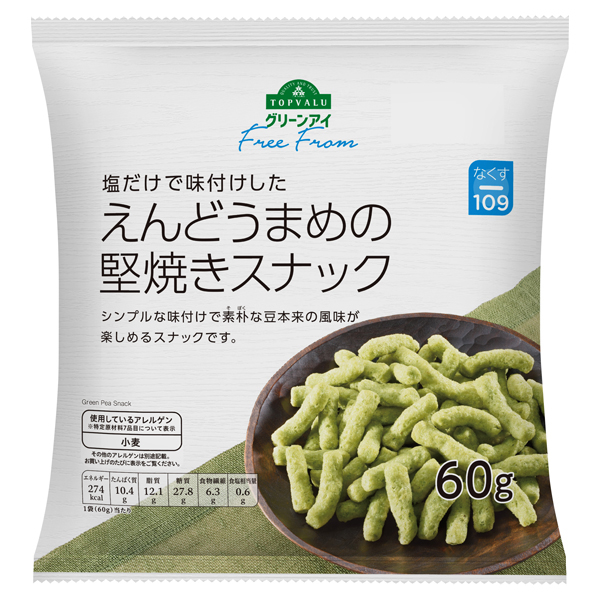 QUALITY AND TRUST
TOPVALU
グリーンアイ
Free From
塩だけで味付けした
えんどうまめの
堅焼きスナック
なくす
109
シンプルな味付けで素朴な豆本来の風味が
そ ぼく
楽しめるスナックです。
Green Pea Snack
使用しているアレルゲン
※特定原材料7品目について表示
小麦
その他のアレルゲンは別途記載。
お買い上げのたびに表示をご覧ください。
エネルギー 274 kcal
たんぱく質 10.4 g
脂質 12.1 g
糖質 27.8 g
食物繊維 6.3 g
食塩相当量 0.6 g
1袋(60g)当たり
60g